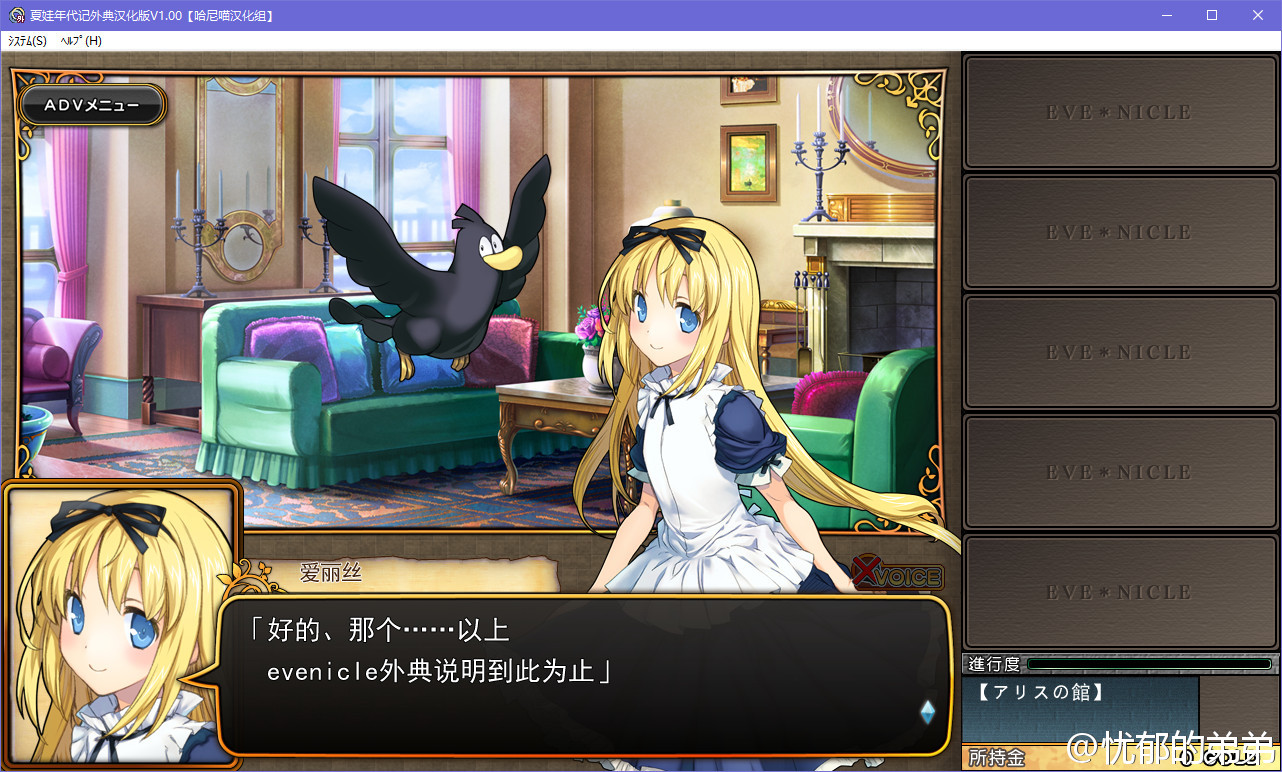 夏娃年代记外典汉化版V1.00【哈尼喵汉化组】
ｼｽﾃﾑ(S) ﾍﾙﾌﾟ(H)
ADVメニュー
EVE＊NICLE
EVE＊NICLE
EVE＊NICLE
EVE＊NICLE
EVE＊NICLE
爱丽丝
VOICE
「好的、那个……以上
evenicle外典说明到此为止」
進行度
【アリスの館】
所持金
0 GOLD
@忧郁的弟弟